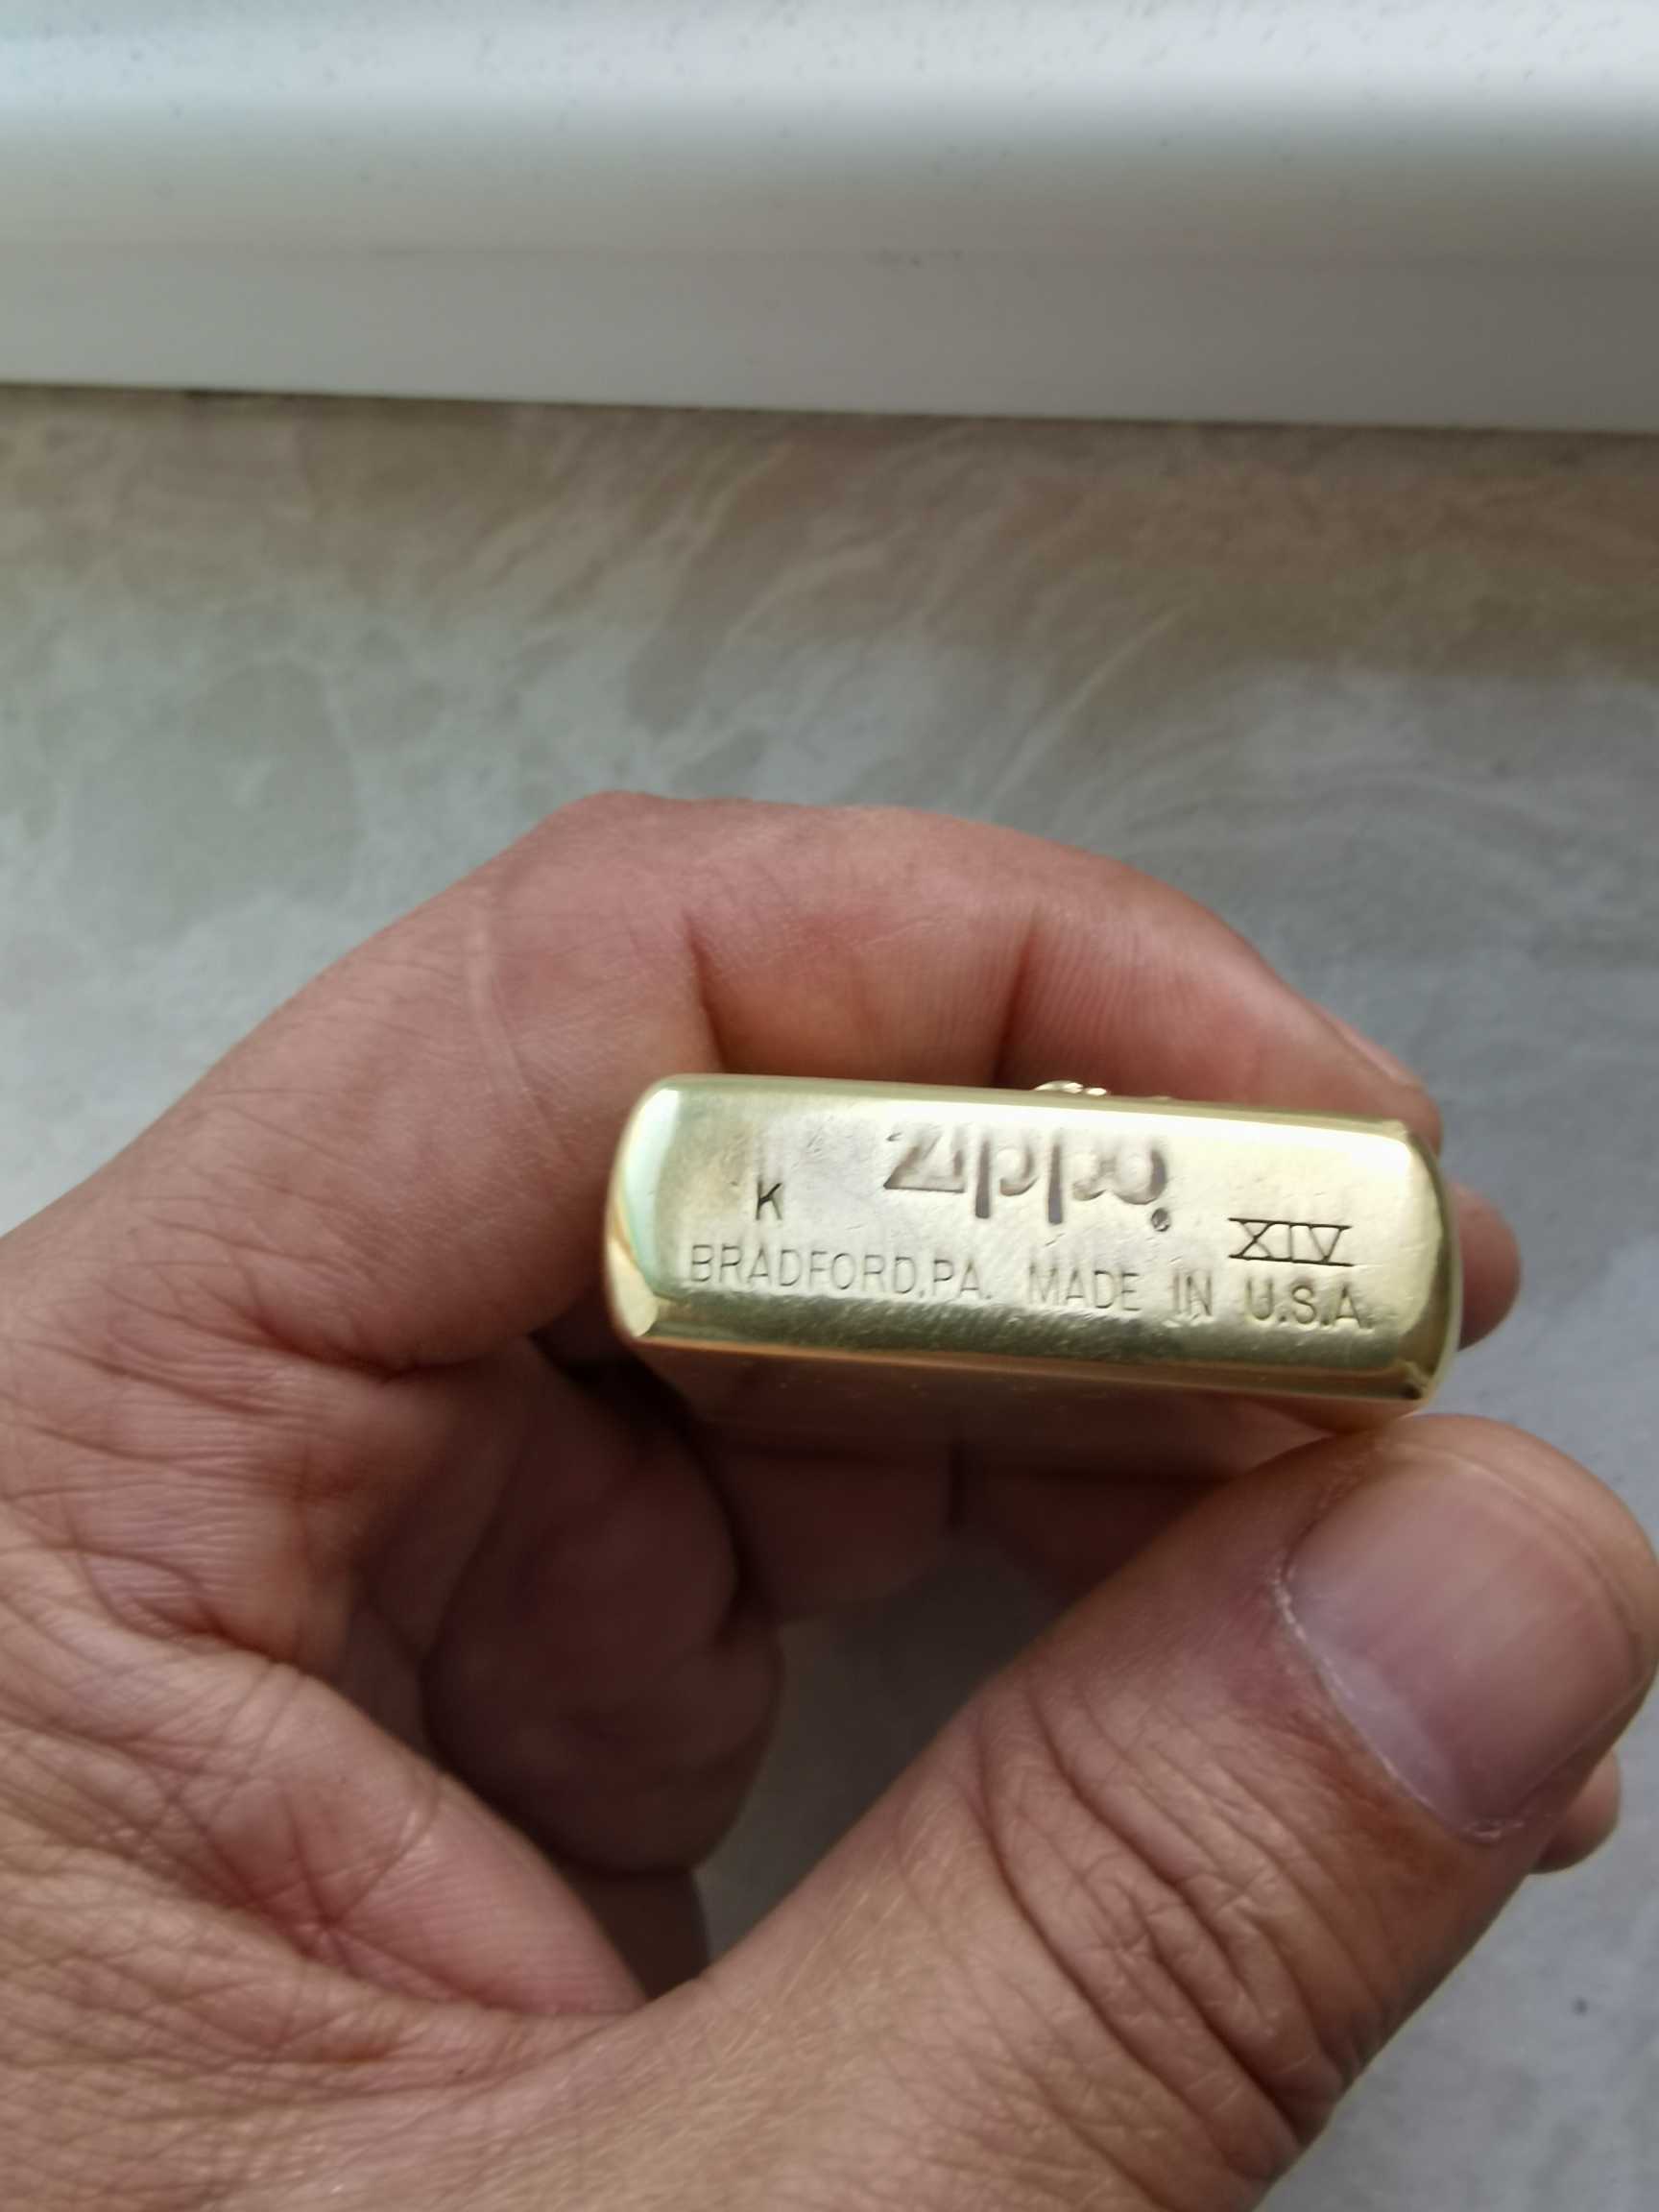 K zippo® XIV
BRADFORD,PA. MADE IN U.S.A.